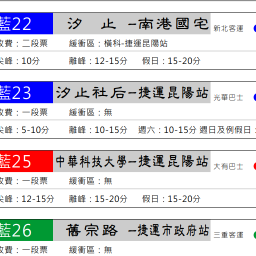 藍22 汐 止 -南港國宅 新北客運
收費：二段票 緩衝區：橫科-捷運昆陽站
尖峰：10分 離峰：12-15分 假日：15-20分
藍23 汐止社后-捷運昆陽站 光華巴士
收費：一段票 緩衝區：無
尖峰：5-10分 離峰：10-15分 週六：10-15分 週日及例假日：
藍25 中華科技大學-捷運昆陽站 大有巴士
收費：一段票 緩衝區：無
尖峰：12-15分 離峰：15-20分 假日：15-20分
藍26 舊宗路 -捷運市政府站 三重客運
收費：一段票 緩衝區：無